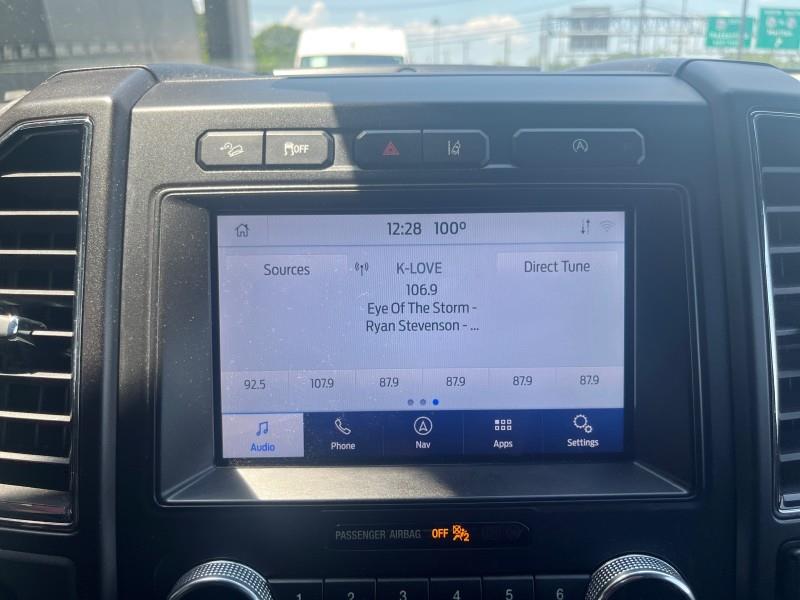 OFF
12:28 100°
Sources
K-LOVE
Direct Tune
106.9
Eye Of The Storm -
Ryan Stevenson - ...
92.5 107.9 87.9 87.9 87.9 87.9
Audio Phone Nav Apps Settings
PASSENGER AIRBAG OFF 2
1 2 3 4 5 6